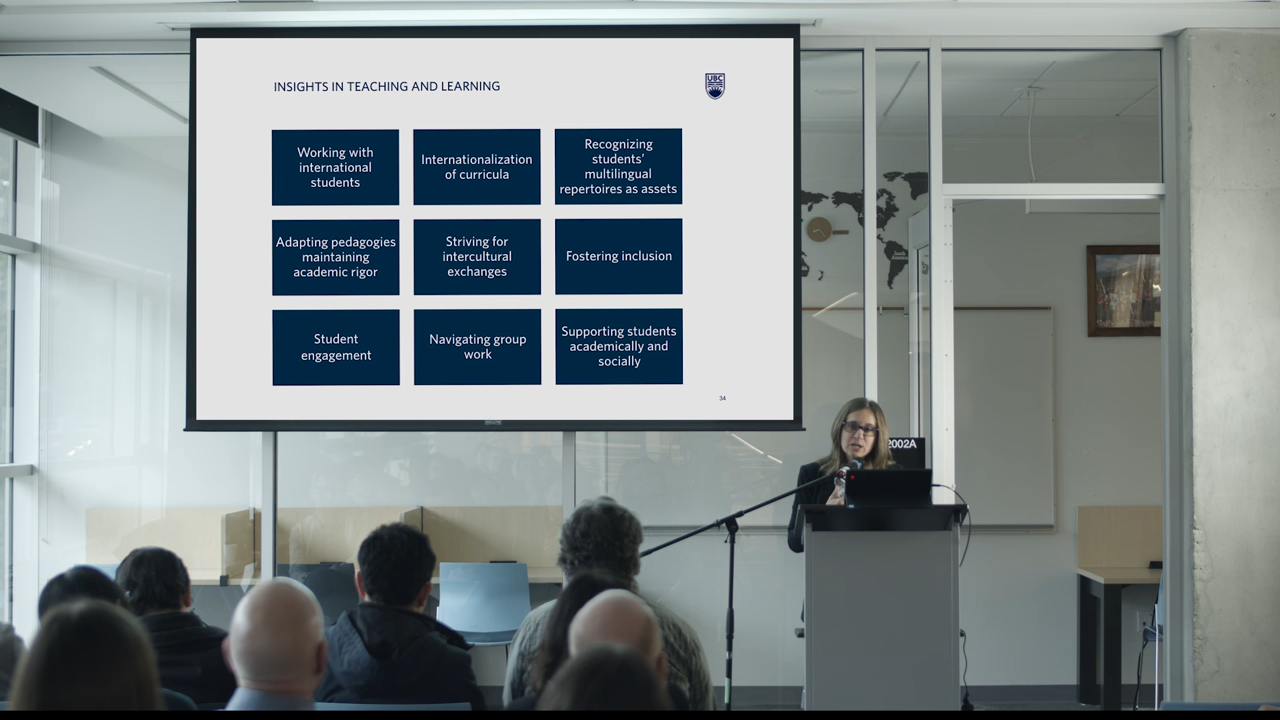 INSIGHTS IN TEACHING AND LEARNING
UBC
Working with
international
students
Internationalization
of curricula
Recognizing
students’
multilingual
repertoires as assets
Adapting pedagogies
maintaining
academic rigor
Striving for
intercultural
exchanges
Fostering inclusion
Student
engagement
Navigating group
work
Supporting students
academically and
socially
34
South
America
2002A